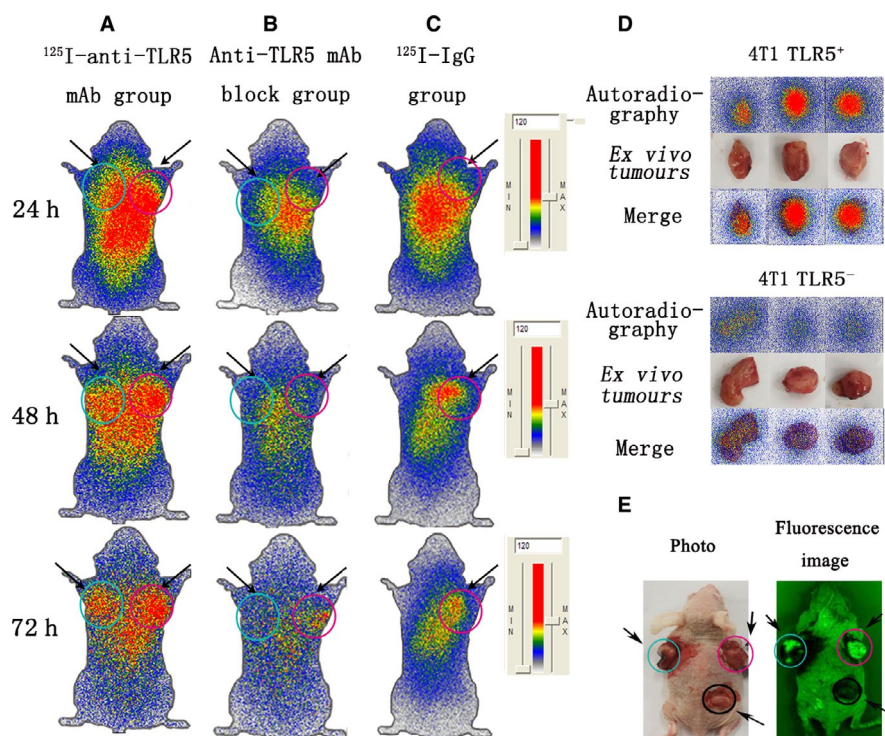 A
B
C
D
¹²⁵I-anti-TLR5
mAb group
Anti-TLR5 mAb
block group
¹²⁵I-IgG
group
24 h
48 h
72 h
120
MIN
MAX
120
MIN
MAX
120
MIN
MAX
4T1 TLR5⁺
Autoradio-
graphy
Ex vivo
tumours
Merge
4T1 TLR5⁻
Autoradio-
graphy
Ex vivo
tumours
Merge
E
Photo
Fluorescence
image